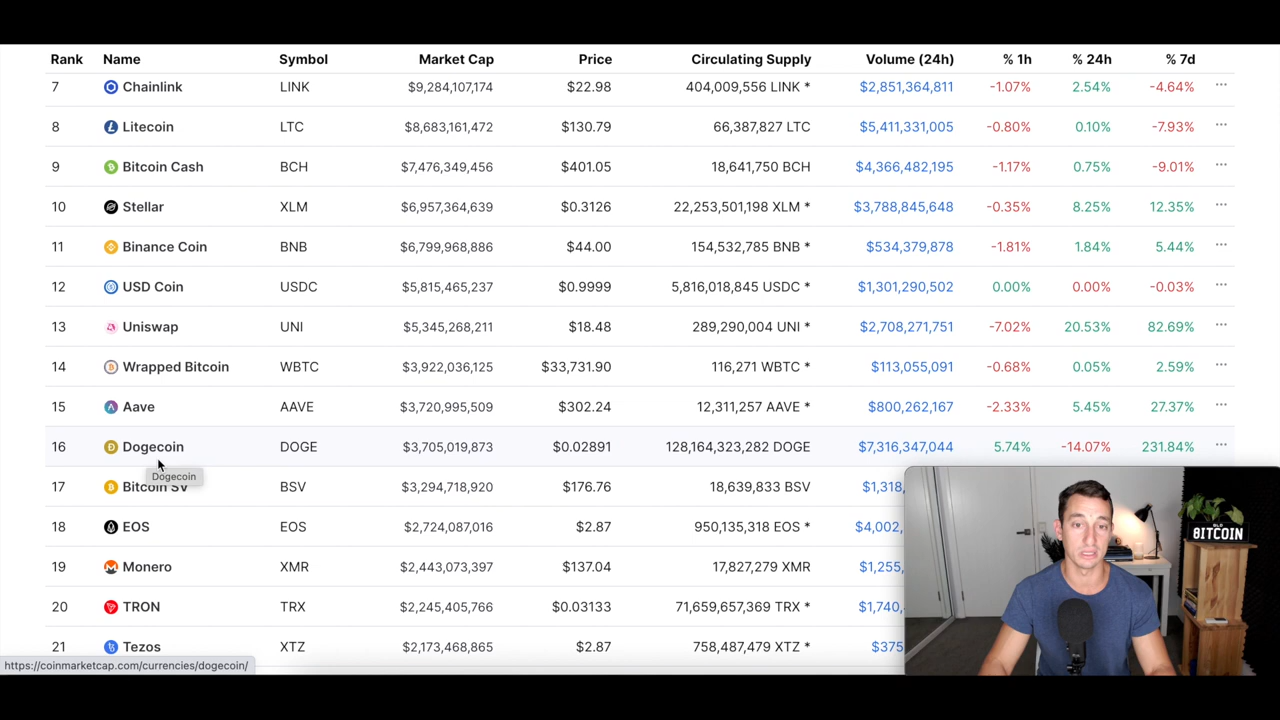 Rank Name Symbol Market Cap Price Circulating Supply Volume (24h) % 1h % 24h % 7d
7 Chainlink LINK $9,284,107,174 $22.98 404,009,556 LINK * $2,851,364,811 -1.07% 2.54% -4.64%
8 Litecoin LTC $8,683,161,472 $130.79 66,387,827 LTC $5,411,331,005 -0.80% 0.10% -7.93%
9 Bitcoin Cash BCH $7,476,349,456 $401.05 18,641,750 BCH $4,366,482,195 -1.17% 0.75% -9.01%
10 Stellar XLM $6,957,364,639 $0.3126 22,253,501,198 XLM * $3,788,845,648 -0.35% 8.25% 12.35%
11 Binance Coin BNB $6,799,968,886 $44.00 154,532,785 BNB * $534,379,878 -1.81% 1.84% 5.44%
12 USD Coin USDC $5,815,465,237 $0.9999 5,816,018,845 USDC * $1,301,290,502 0.00% 0.00% -0.03%
13 Uniswap UNI $5,345,268,211 $18.48 289,290,004 UNI * $2,708,271,751 -7.02% 20.53% 82.69%
14 Wrapped Bitcoin WBTC $3,922,036,125 $33,731.90 116,271 WBTC * $113,055,091 -0.68% 0.05% 2.59%
15 Aave AAVE $3,720,995,509 $302.24 12,311,257 AAVE * $800,262,167 -2.33% 5.45% 27.37%
16 Dogecoin DOGE $3,705,019,873 $0.02891 128,164,323,282 DOGE $7,316,347,044 5.74% -14.07% 231.84%
Dogecoin
17 Bitcoin SV BSV $3,294,718,920 $176.76 18,639,833 BSV $1,318,
18 EOS EOS $2,724,087,016 $2.87 950,135,318 EOS * $4,002,
19 Monero XMR $2,443,073,397 $137.04 17,827,279 XMR $1,255,
20 TRON TRX $2,245,405,766 $0.03133 71,659,657,369 TRX * $1,740,
21 Tezos XTZ $2,173,468,865 $2.87 758,487,479 XTZ * $375
https://coinmarketcap.com/currencies/dogecoin/
BITCOIN